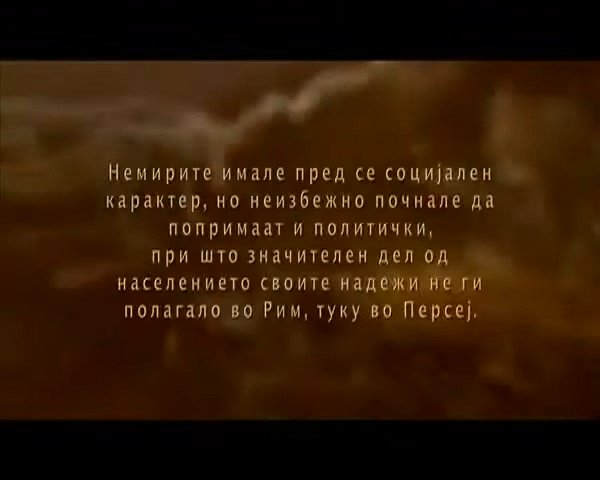 Немирите имале пред се социјален
карактер, но неизбежно почнале да
попримаат и политички,
при што значителен дел од
населението своите надежи не ги
полагало во Рим, туку во Персеј.